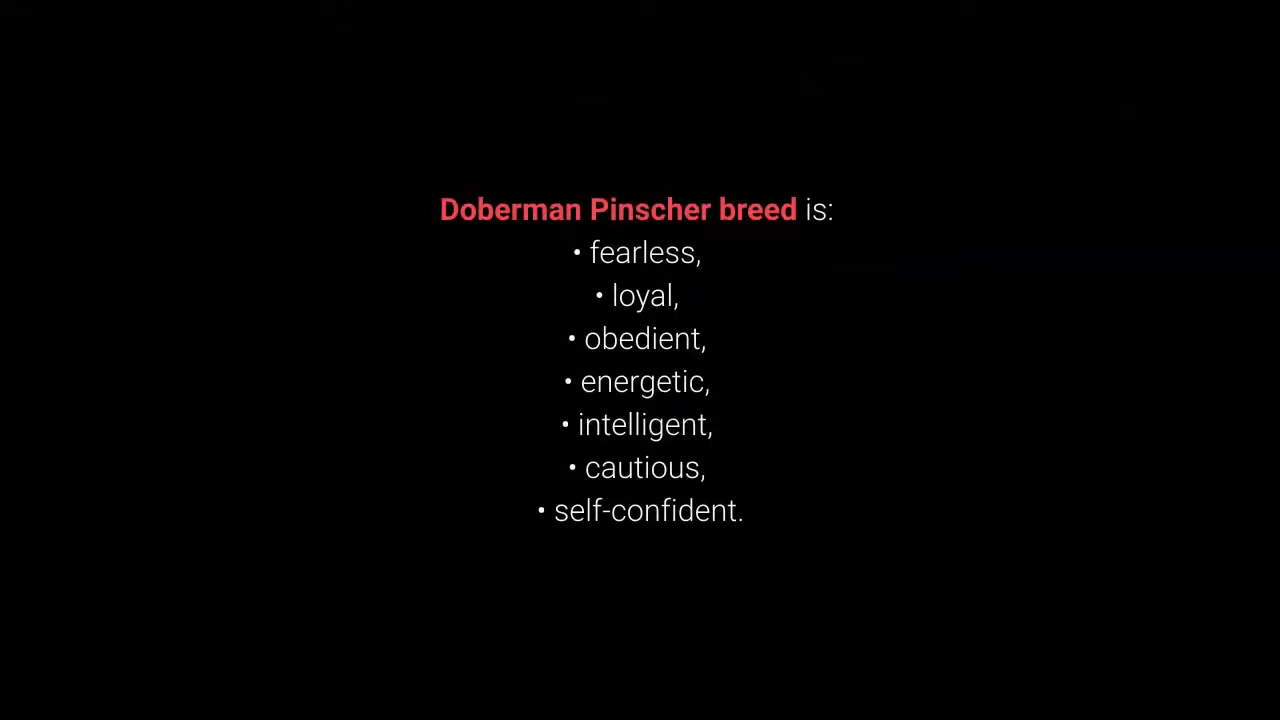 Doberman Pinscher breed is:
• fearless,
• loyal,
• obedient,
• energetic,
• intelligent,
• cautious,
• self-confident.